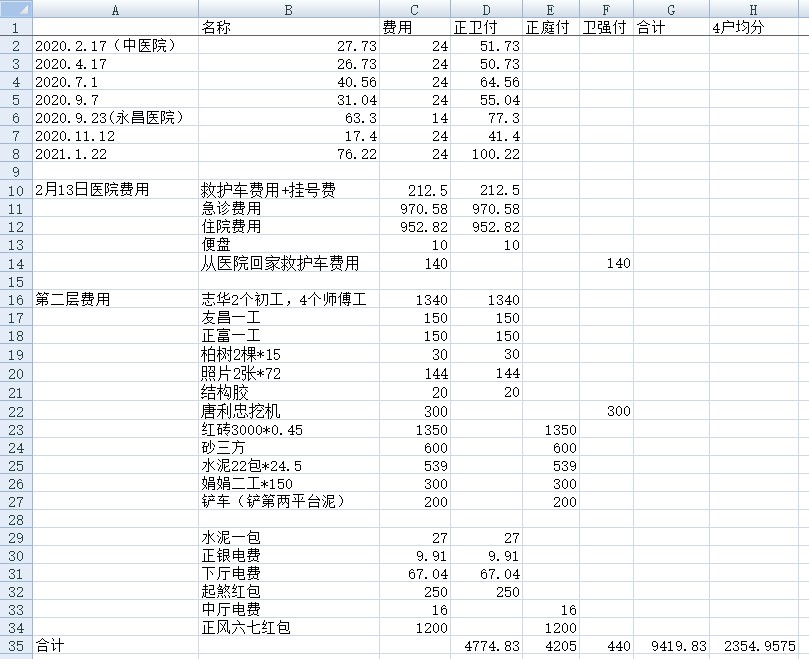 A B C D E F G H
1 名称 费用 正卫付 正庭付 卫强付 合计 4户均分
2 2020.2.17（中医院） 27.73 24 51.73
3 2020.4.17 26.73 24 50.73
4 2020.7.1 40.56 24 64.56
5 2020.9.7 31.04 24 55.04
6 2020.9.23(永昌医院） 63.3 14 77.3
7 2020.11.12 17.4 24 41.4
8 2021.1.22 76.22 24 100.22
9
10 2月13日医院费用 救护车费用+挂号费 212.5 212.5
11 急诊费用 970.58 970.58
12 住院费用 952.82 952.82
13 便盘 10 10
14 从医院回家救护车费用 140 140
15
16 第二层费用 志华2个初工，4个师傅工 1340 1340
17 友昌一工 150 150
18 正富一工 150 150
19 柏树2棵*15 30 30
20 照片2张*72 144 144
21 结构胶 20 20
22 唐利忠挖机 300 300
23 红砖3000*0.45 1350 1350
24 砂三方 600 600
25 水泥22包*24.5 539 539
26 娟娟二工*150 300 300
27 铲车（铲第两平台泥） 200 200
28
29 水泥一包 27 27
30 正银电费 9.91 9.91
31 下厅电费 67.04 67.04
32 起煞红包 250 250
33 中厅电费 16 16
34 正风六七红包 1200 1200
35 合计 4774.83 4205 440 9419.83 2354.9575